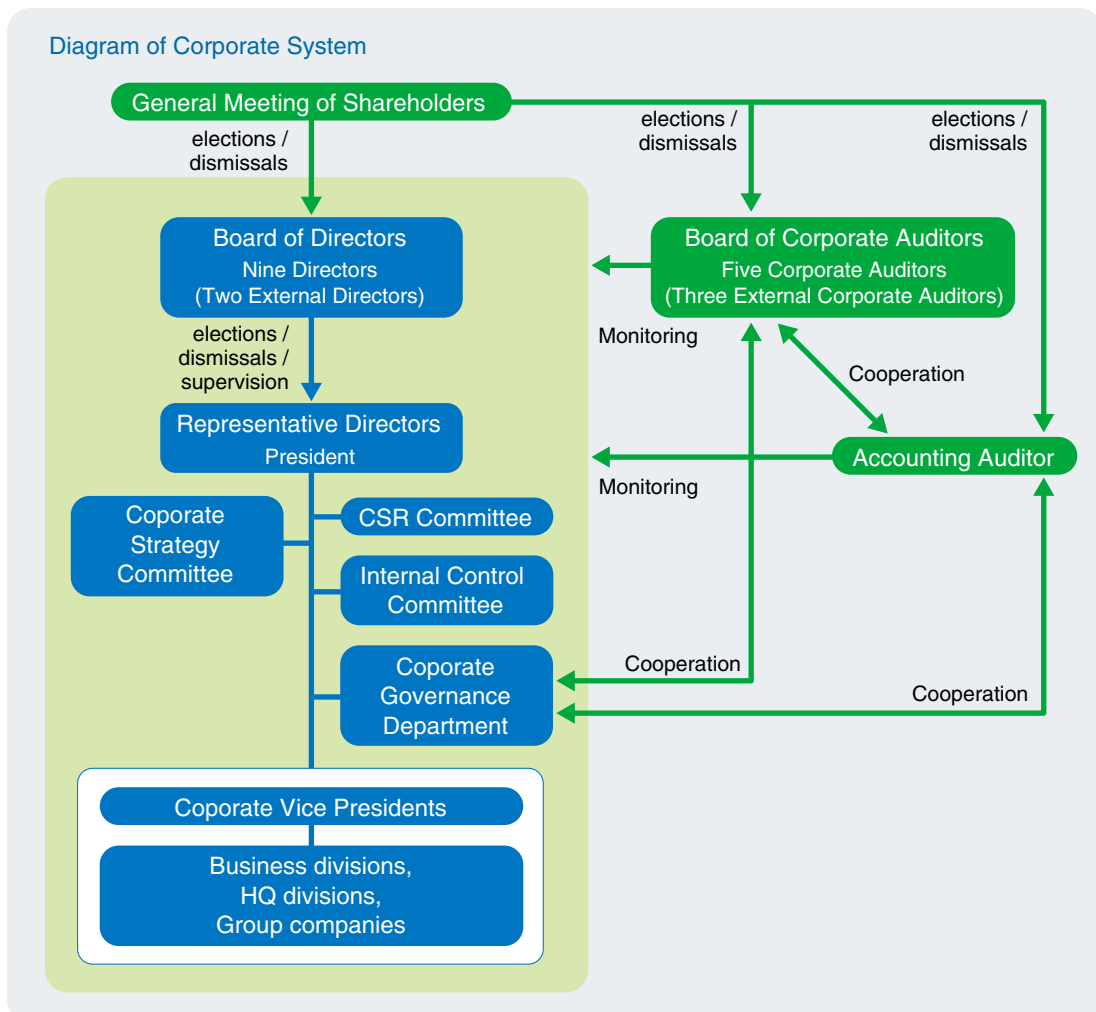 Diagram of Corporate System
General Meeting of Shareholders
elections /
dismissals
elections /
dismissals
elections /
dismissals
Board of Directors
Nine Directors
(Two External Directors)
Board of Corporate Auditors
Five Corporate Auditors
(Three External Corporate Auditors)
elections /
dismissals /
supervision
Monitoring
Cooperation
Representative Directors
President
Accounting Auditor
Monitoring
Coporate
Strategy
Committee
CSR Committee
Internal Control
Committee
Coporate
Governance
Department
Cooperation
Cooperation
Coporate Vice Presidents
Business divisions,
HQ divisions,
Group companies